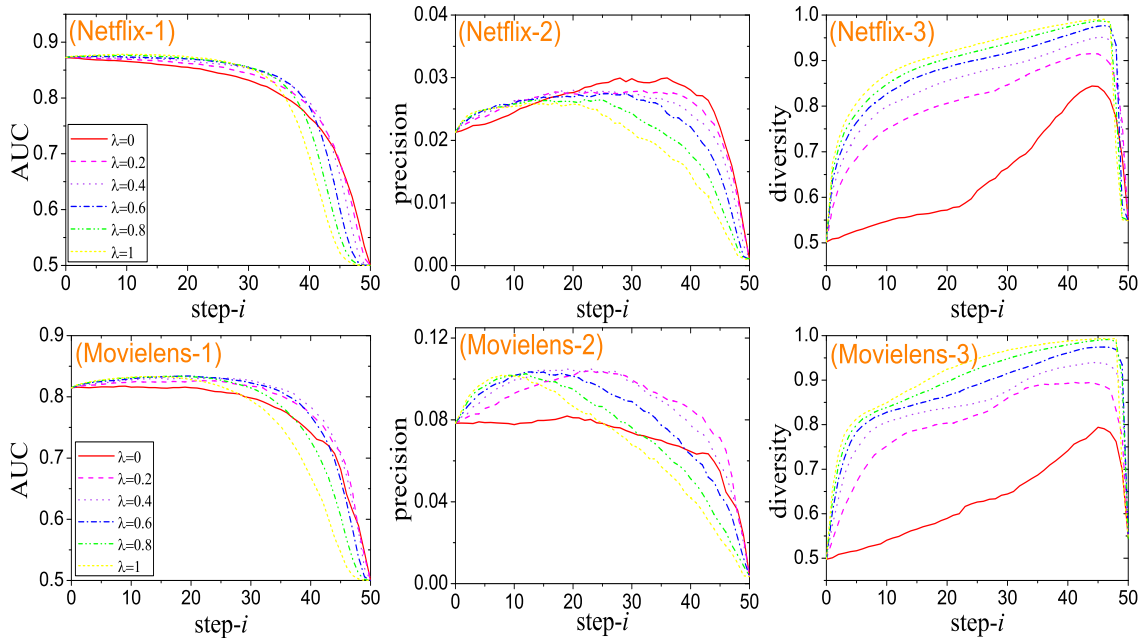 (Netflix-1)
0.9
0.8
0.7
0.6
0.5
AUC
λ=0
λ=0.2
λ=0.4
λ=0.6
λ=0.8
λ=1
0 10 20 30 40 50
step-i
(Netflix-2)
0.04
0.03
0.02
0.01
0.00
precision
0 10 20 30 40 50
step-i
(Netflix-3)
1.0
0.9
0.8
0.7
0.6
0.5
diversity
0 10 20 30 40 50
step-i
(Movielens-1)
0.9
0.8
0.7
0.6
0.5
AUC
λ=0
λ=0.2
λ=0.4
λ=0.6
λ=0.8
λ=1
0 10 20 30 40 50
step-i
(Movielens-2)
0.12
0.08
0.04
0.00
precision
0 10 20 30 40 50
step-i
(Movielens-3)
1.0
0.9
0.8
0.7
0.6
0.5
diversity
0 10 20 30 40 50
step-i